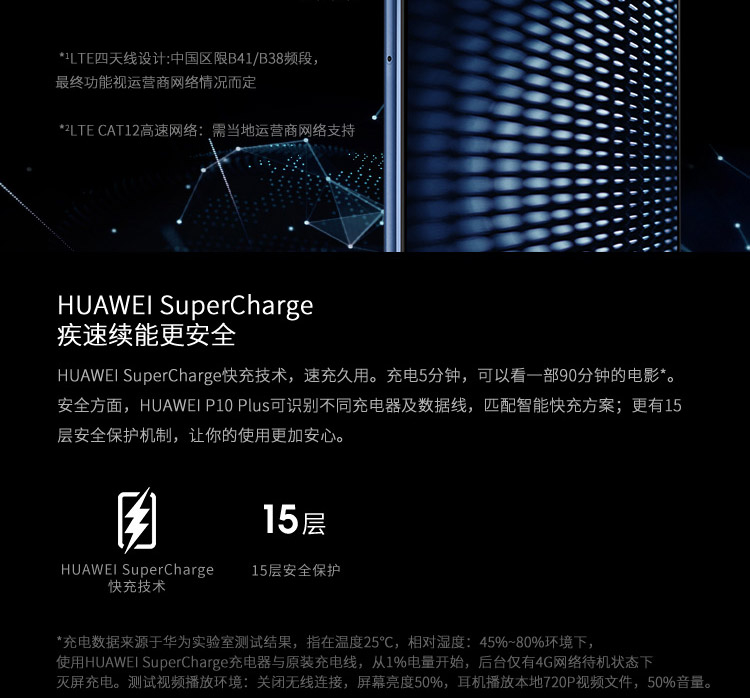 *¹LTE四天线设计:中国区限B41/B38频段，
最终功能视运营商网络情况而定
*²LTE CAT12高速网络：需当地运营商网络支持
HUAWEI SuperCharge
疾速续能更安全
HUAWEI SuperCharge快充技术，速充久用。充电5分钟，可以看一部90分钟的电影*。
安全方面，HUAWEI P10 Plus可识别不同充电器及数据线，匹配智能快充方案；更有15
层安全保护机制，让你的使用更加安心。
15层
HUAWEI SuperCharge
快充技术
15层安全保护
*充电数据来源于华为实验室测试结果，指在温度25℃，相对湿度：45%~80%环境下，
使用HUAWEI SuperCharge充电器与原装充电线，从1%电量开始，后台仅有4G网络待机状态下
灭屏充电。测试视频播放环境：关闭无线连接，屏幕亮度50%，耳机播放本地720P视频文件，50%音量。